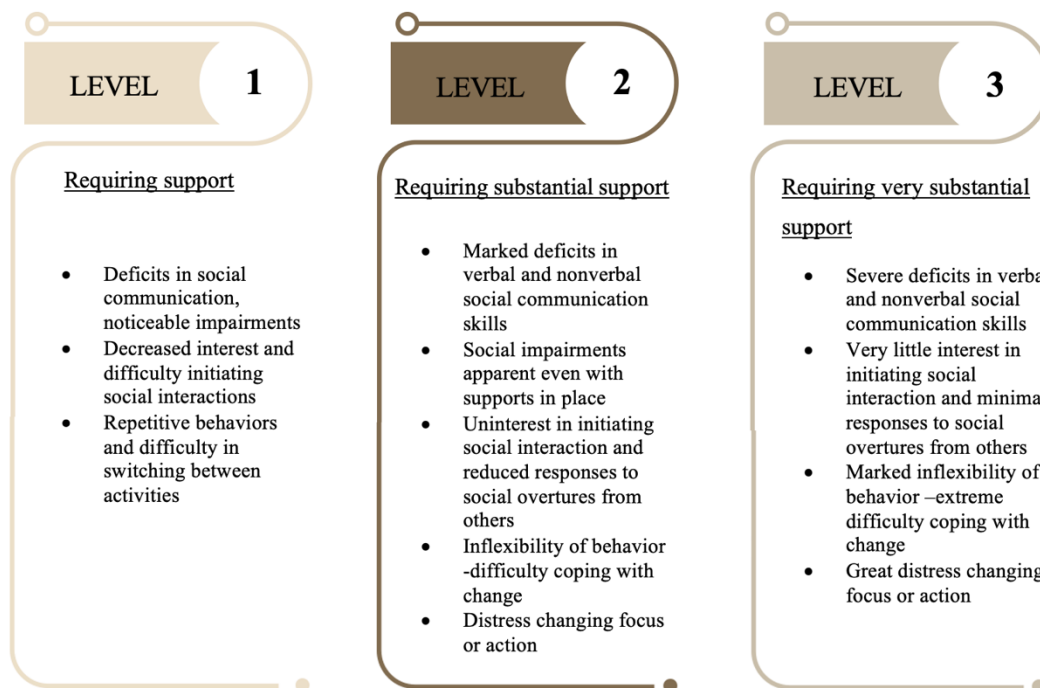 LEVEL 1
Requiring support
• Deficits in social
communication,
noticeable impairments
• Decreased interest and
difficulty initiating
social interactions
• Repetitive behaviors
and difficulty in
switching between
activities
LEVEL 2
Requiring substantial support
• Marked deficits in
verbal and nonverbal
social communication
skills
• Social impairments
apparent even with
supports in place
• Uninterest in initiating
social interaction and
reduced responses to
social overtures from
others
• Inflexibility of behavior
-difficulty coping with
change
• Distress changing focus
or action
LEVEL 3
Requiring very substantial
support
• Severe deficits in verba
and nonverbal social
communication skills
• Very little interest in
initiating social
interaction and minima
responses to social
overtures from others
• Marked inflexibility of
behavior –extreme
difficulty coping with
change
• Great distress changing
focus or action